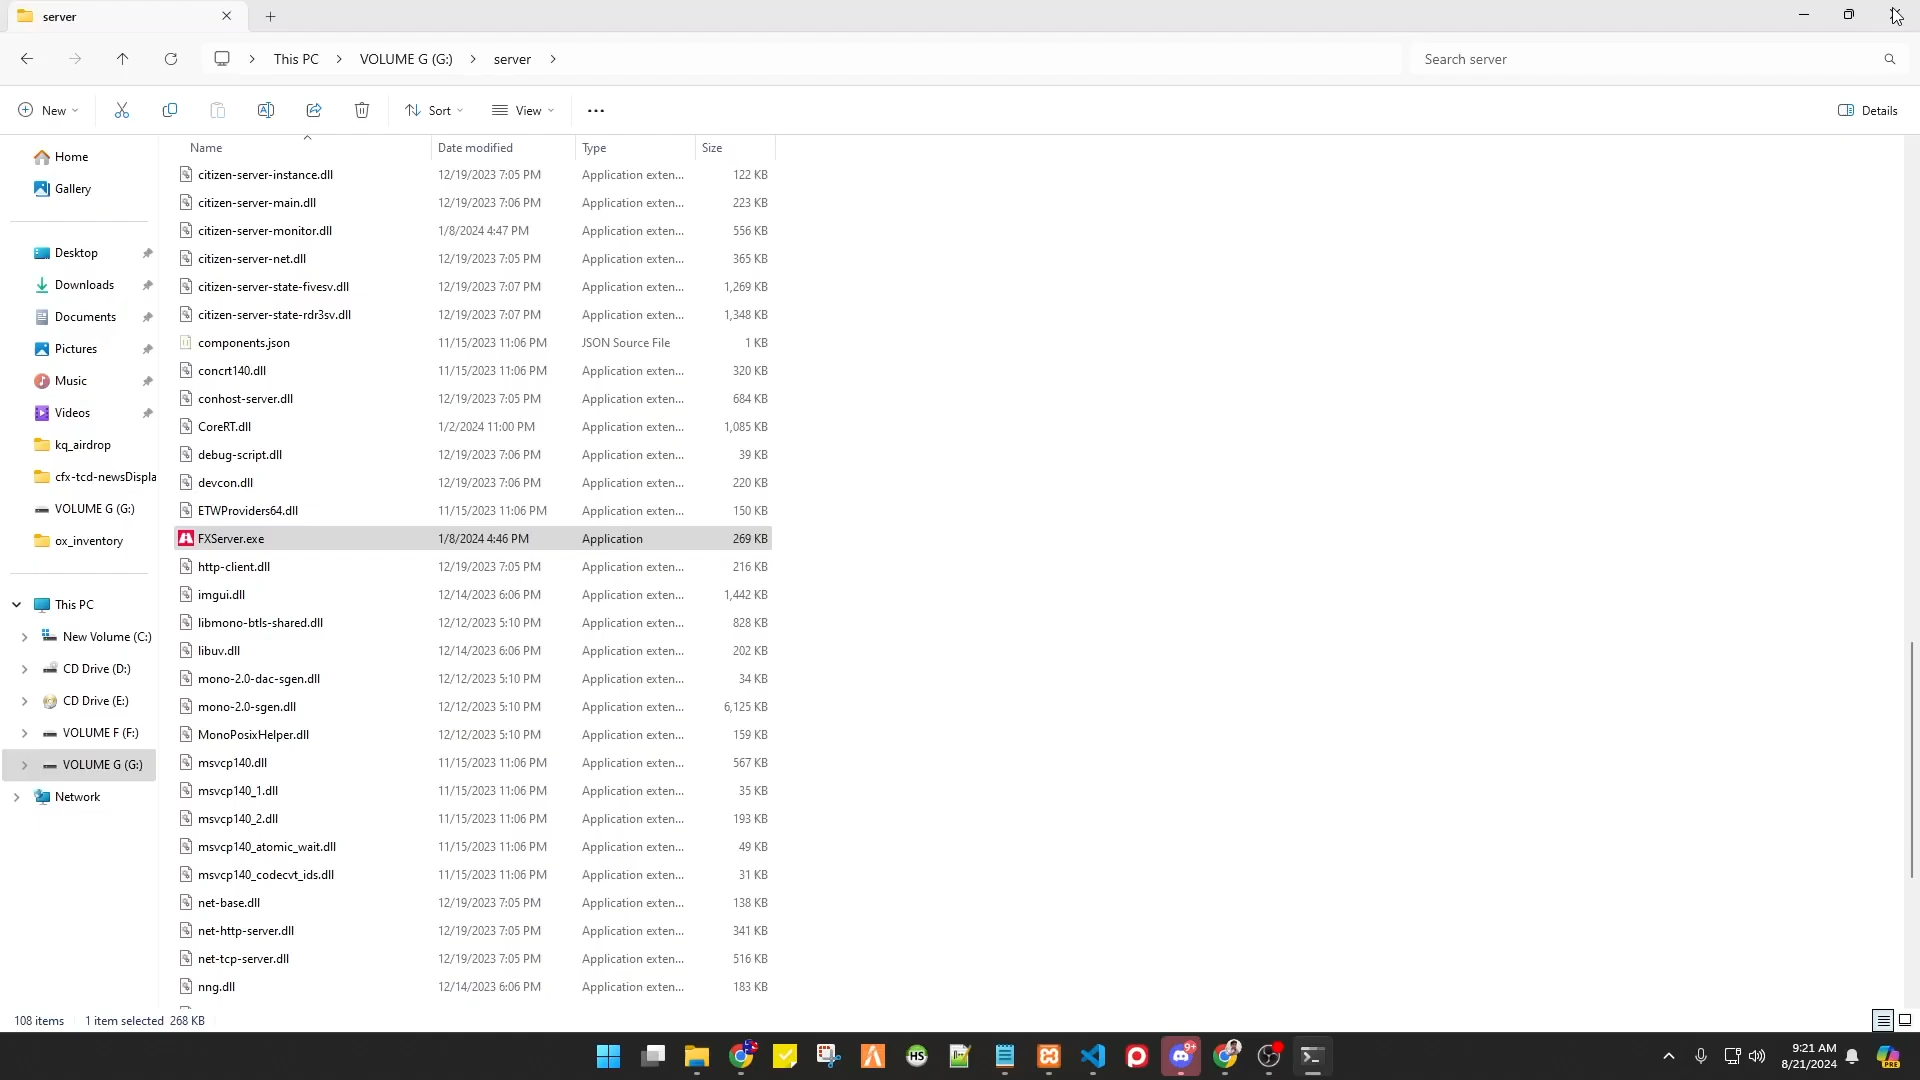 server
This PC
VOLUME G (G:)
server
Search server
New
Sort
View
Details
Home
Gallery
Desktop
Downloads
Documents
Pictures
Music
Videos
kq_airdrop
cfx-tcd-newsDispla
VOLUME G (G:)
ox_inventory
This PC
New Volume (C:)
CD Drive (D:)
CD Drive (E:)
VOLUME F (F:)
VOLUME G (G:)
Network
Name Date modified Type Size
citizen-server-instance.dll 12/19/2023 7:05 PM Application exten... 122 KB
citizen-server-main.dll 12/19/2023 7:06 PM Application exten... 223 KB
citizen-server-monitor.dll 1/8/2024 4:47 PM Application exten... 556 KB
citizen-server-net.dll 12/19/2023 7:05 PM Application exten... 365 KB
citizen-server-state-fivesv.dll 12/19/2023 7:07 PM Application exten... 1,269 KB
citizen-server-state-rdr3sv.dll 12/19/2023 7:07 PM Application exten... 1,348 KB
components.json 11/15/2023 11:06 PM JSON Source File 1 KB
concrt140.dll 11/15/2023 11:06 PM Application exten... 320 KB
conhost-server.dll 12/19/2023 7:05 PM Application exten... 684 KB
CoreRT.dll 1/2/2024 11:00 PM Application exten... 1,085 KB
debug-script.dll 12/19/2023 7:06 PM Application exten... 39 KB
devcon.dll 12/19/2023 7:06 PM Application exten... 220 KB
ETWProviders64.dll 11/15/2023 11:06 PM Application exten... 150 KB
FXServer.exe 1/8/2024 4:46 PM Application 269 KB
http-client.dll 12/19/2023 7:05 PM Application exten... 216 KB
imgui.dll 12/14/2023 6:06 PM Application exten... 1,442 KB
libmono-btls-shared.dll 12/12/2023 5:10 PM Application exten... 828 KB
libuv.dll 12/14/2023 6:06 PM Application exten... 202 KB
mono-2.0-dac-sgen.dll 12/12/2023 5:10 PM Application exten... 34 KB
mono-2.0-sgen.dll 12/12/2023 5:10 PM Application exten... 6,125 KB
MonoPosixHelper.dll 12/12/2023 5:10 PM Application exten... 159 KB
msvcp140.dll 11/15/2023 11:06 PM Application exten... 567 KB
msvcp140_1.dll 11/15/2023 11:06 PM Application exten... 35 KB
msvcp140_2.dll 11/15/2023 11:06 PM Application exten... 193 KB
msvcp140_atomic_wait.dll 11/15/2023 11:06 PM Application exten... 49 KB
msvcp140_codecvt_ids.dll 11/15/2023 11:06 PM Application exten... 31 KB
net-base.dll 12/19/2023 7:05 PM Application exten... 138 KB
net-http-server.dll 12/19/2023 7:05 PM Application exten... 341 KB
net-tcp-server.dll 12/19/2023 7:05 PM Application exten... 516 KB
nng.dll 12/14/2023 6:06 PM Application exten... 183 KB
108 items 1 item selected 268 KB
HS
9+
9:21 AM
8/21/2024
PRE